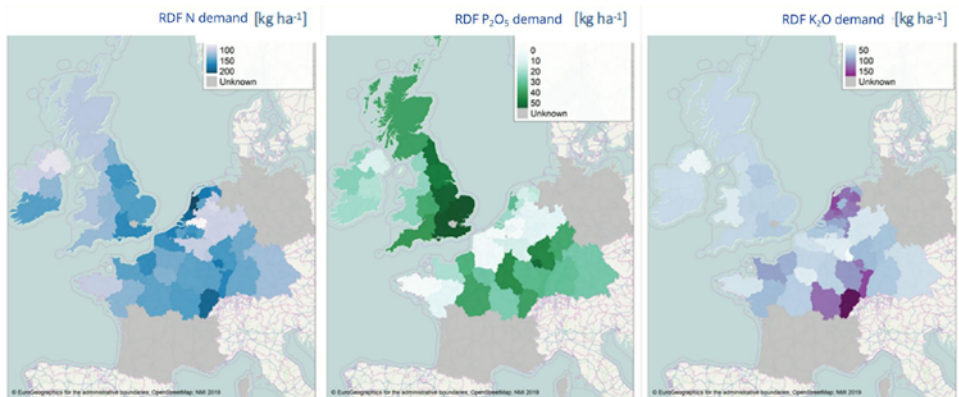 RDF N demand [kg ha⁻¹]
100
150
200
Unknown
© EuroGeographics for the administrative boundaries, OpenStreetMap, NMI 2019
RDF P₂O₅ demand [kg ha⁻¹]
0
10
20
30
40
50
Unknown
© EuroGeographics for the administrative boundaries, OpenStreetMap, NMI 2019
RDF K₂O demand [kg ha⁻¹]
50
100
150
Unknown
© EuroGeographics for the administrative boundaries, OpenStreetMap, NMI 2019